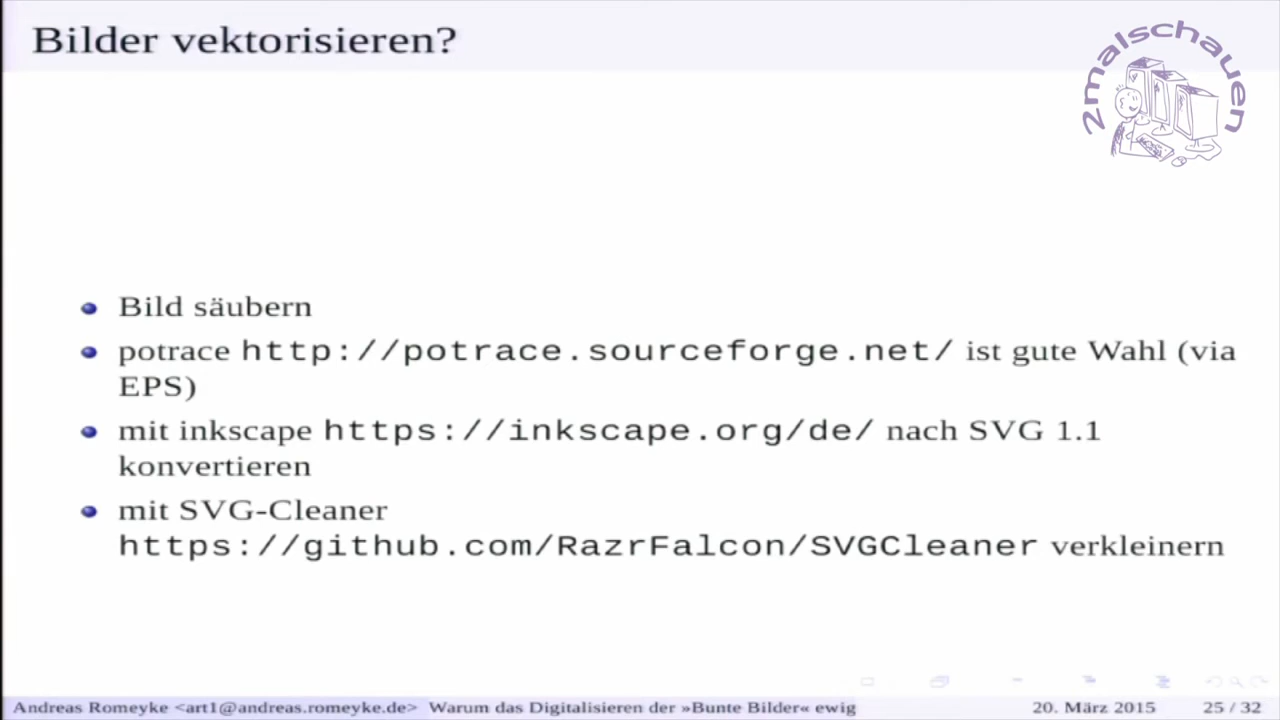 Bilder vektorisieren?
2malschauen
Bild säubern
potrace http://potrace.sourceforge.net/ ist gute Wahl (via
EPS)
mit inkscape https://inkscape.org/de/ nach SVG 1.1
konvertieren
mit SVG-Cleaner
https://github.com/RazrFalcon/SVGCleaner verkleinern
Andreas Romeyke <art1@andreas.romeyke.de> Warum das Digitalisieren der »Bunte Bilder« ewig 20. März 2015 25 / 32